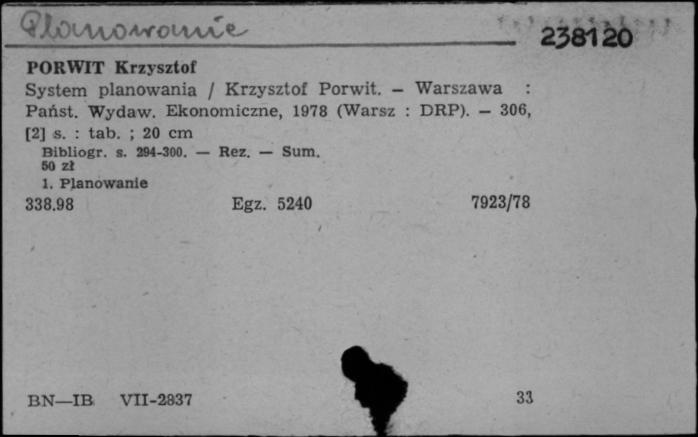 Planowanie
238120
PORWIT Krzysztof
System planowania / Krzysztof Porwit. — Warszawa :
Państ. Wydaw. Ekonomiczne, 1978 (Warsz : DRP). — 306,
[2] s. : tab. ; 20 cm
Bibliogr. s. 294-300. — Rez. — Sum.
50 zł
1. Planowanie
338.98 Egz. 5240 7923/78
BN—IB VII-2837 33